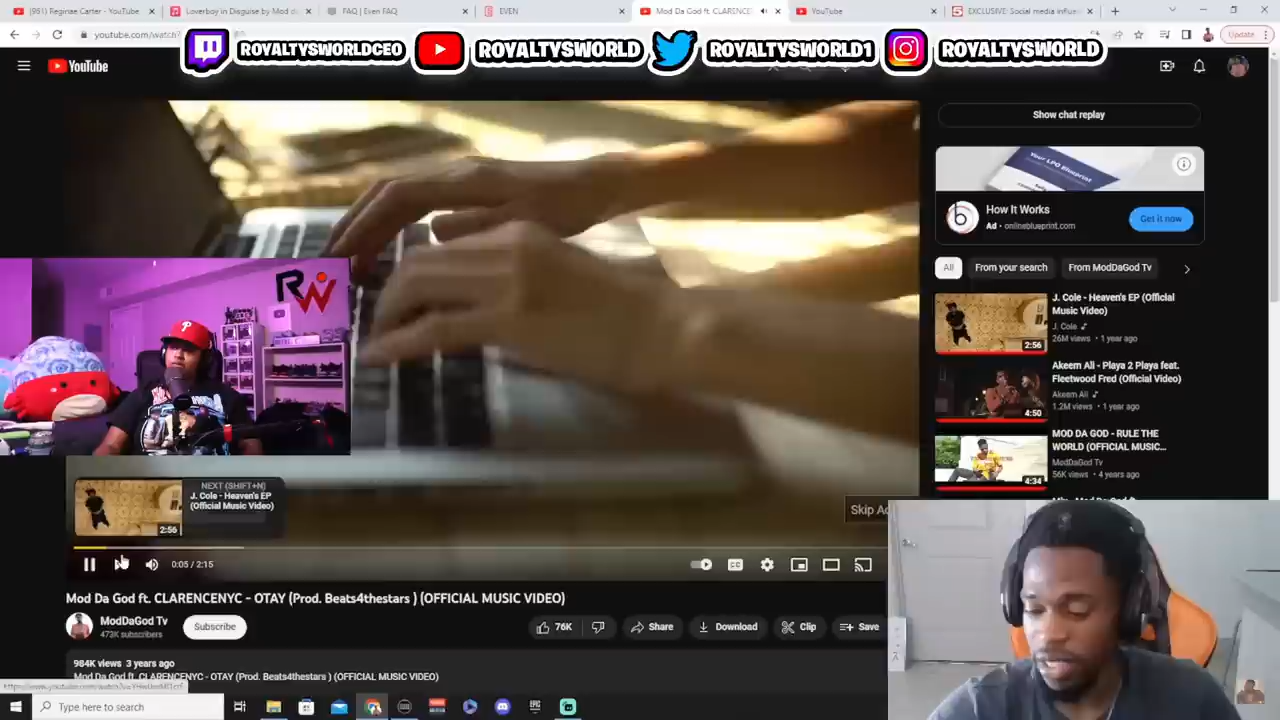 (961) Reginae Carter - YouTube
Loverboy in Disguise by Mod d
FAQ | Even FAQ
EVEN
Mod Da God ft. CLARENCE
YouTube
EXCLUSIVE: Social media influe
youtube.com/watch?
Update
ROYALTYSWORLDCEO
ROYALTYSWORLD
ROYALTYSWORLD1
ROYALTYSWORLD
YouTube
Show chat replay
Your LPO Blueprint
How It Works
Ad • onlineblueprint.com
Get it now
All
From your search
From ModDaGod Tv
J. Cole - Heaven's EP (Official
Music Video)
J. Cole
26M views • 1 year ago
2:56
Akeem Ali - Playa 2 Playa feat.
Fleetwood Fred (Official Video)
Akeem Ali
1.2M views • 1 year ago
4:50
MOD DA GOD - RULE THE
WORLD (OFFICIAL MUSIC...
ModDaGod Tv
56K views • 4 years ago
4:34
RW
P
NEXT (SHIFT+N)
J. Cole - Heaven's EP
(Official Music Video)
2:56
Skip Ad
0:05 / 2:15
Mod Da God ft. CLARENCENYC - OTAY (Prod. Beats4thestars ) (OFFICIAL MUSIC VIDEO)
ModDaGod Tv
473K subscribers
Subscribe
76K
Share
Download
Clip
Save
984K views 3 years ago
Mod Da God ft. CLARENCENYC - OTAY (Prod. Beats4thestars ) (OFFICIAL MUSIC VIDEO)
Type here to search